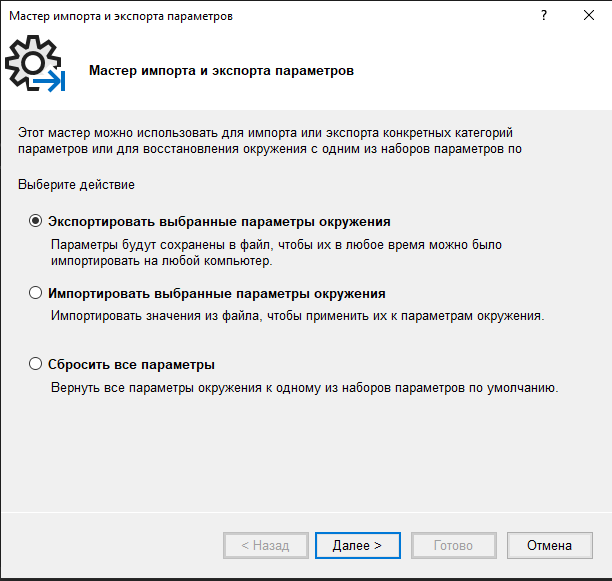 Мастер импорта и экспорта параметров
?
Мастер импорта и экспорта параметров
Этот мастер можно использовать для импорта или экспорта конкретных категорий
параметров или для восстановления окружения с одним из наборов параметров по
Выберите действие
Экспортировать выбранные параметры окружения
Параметры будут сохранены в файл, чтобы их в любое время можно было
импортировать на любой компьютер.
Импортировать выбранные параметры окружения
Импортировать значения из файла, чтобы применить их к параметрам окружения.
Сбросить все параметры
Вернуть все параметры окружения к одному из наборов параметров по умолчанию.
< Назад
Далее >
Готово
Отмена